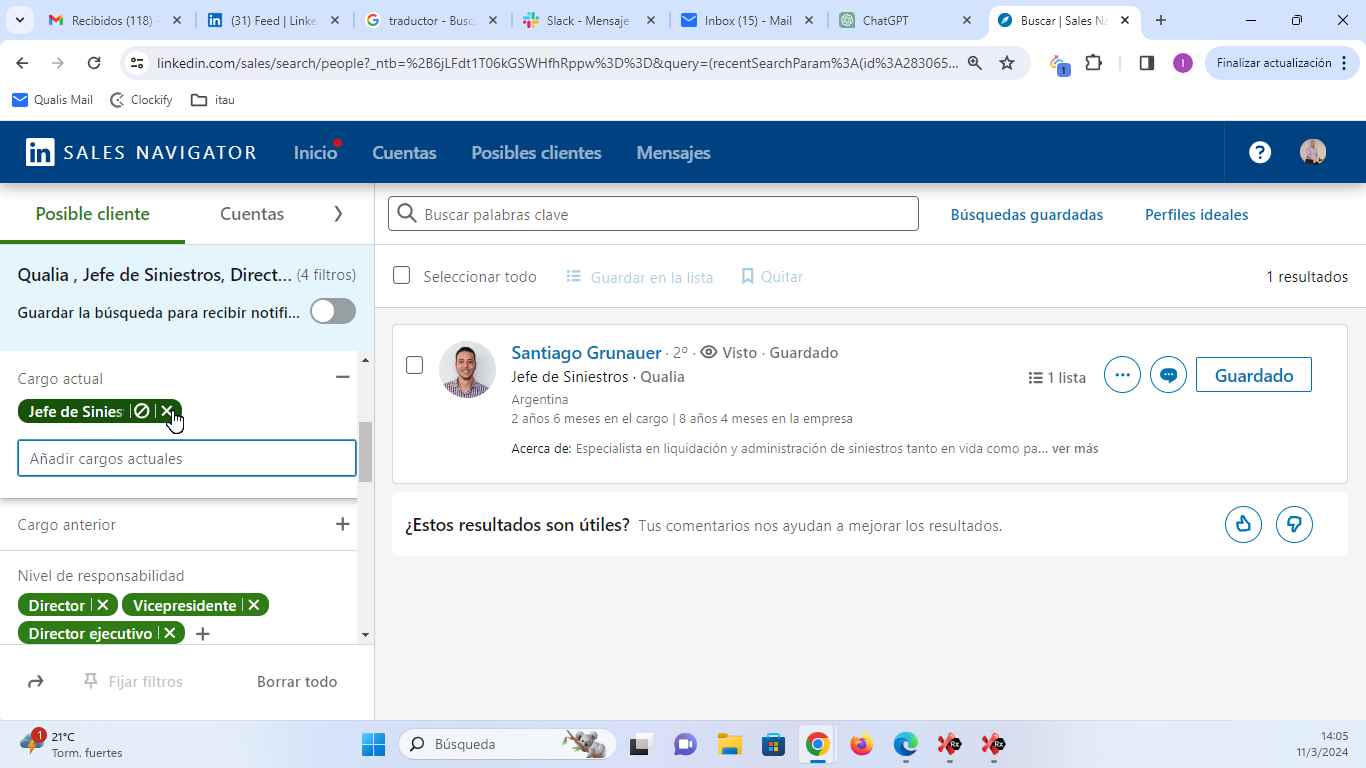 Recibidos (118) -
(31) Feed | Linke
traductor - Busc
Slack - Mensaje
Inbox (15) - Mail
ChatGPT
Buscar | Sales Na
linkedin.com/sales/search/people?_ntb=%2B6jLFdt1T06kGSWHfhRppw%3D%3D&query=(recentSearchParam%3A(id%3A283065...
1
I
Finalizar actualización
Qualis Mail
Clockify
itau
in SALES NAVIGATOR
Inicio
Cuentas
Posibles clientes
Mensajes
?
Posible cliente
Cuentas
Buscar palabras clave
Búsquedas guardadas
Perfiles ideales
Qualia , Jefe de Siniestros, Direct... (4 filtros)
Guardar la búsqueda para recibir notifi...
Seleccionar todo
Guardar en la lista
Quitar
1 resultados
Cargo actual
Jefe de Sinies
Añadir cargos actuales
Cargo anterior
Nivel de responsabilidad
Director
Vicepresidente
Director ejecutivo
Fijar filtros
Borrar todo
Santiago Grunauer · 2º · Visto · Guardado
Jefe de Siniestros · Qualia
Argentina
2 años 6 meses en el cargo | 8 años 4 meses en la empresa
Acerca de: Especialista en liquidación y administración de siniestros tanto en vida como pa... ver más
1 lista
Guardado
¿Estos resultados son útiles? Tus comentarios nos ayudan a mejorar los resultados.
1
21°C
Torm. fuertes
Búsqueda
Rx
Rx
14:05
11/3/2024